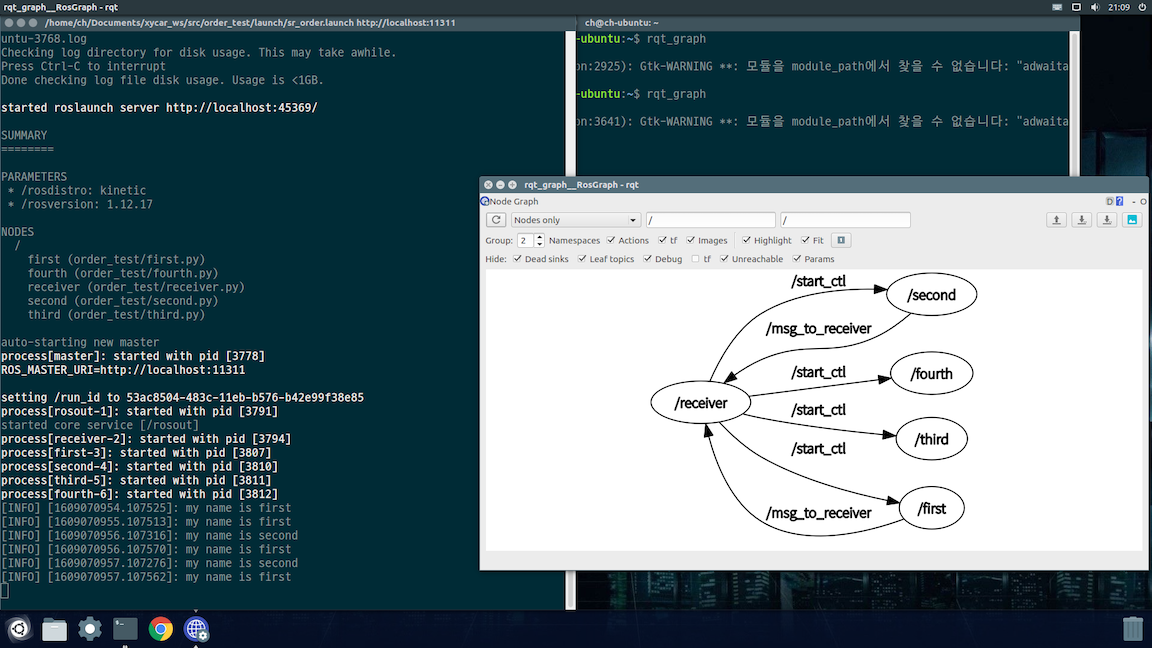 rqt_graph__RosGraph - rqt
21:09
/home/ch/Documents/xycar_ws/src/order_test/launch/sr_order.launch http://localhost:11311
untu-3768.log
Checking log directory for disk usage. This may take awhile.
Press Ctrl-C to interrupt
Done checking log file disk usage. Usage is <1GB.
started roslaunch server http://localhost:45369/
SUMMARY
========
PARAMETERS
* /rosdistro: kinetic
* /rosversion: 1.12.17
NODES
/
first (order_test/first.py)
fourth (order_test/fourth.py)
receiver (order_test/receiver.py)
second (order_test/second.py)
third (order_test/third.py)
auto-starting new master
process[master]: started with pid [3778]
ROS_MASTER_URI=http://localhost:11311
setting /run_id to 53ac8504-483c-11eb-b576-b42e99f38e85
process[rosout-1]: started with pid [3791]
started core service [/rosout]
process[receiver-2]: started with pid [3794]
process[first-3]: started with pid [3807]
process[second-4]: started with pid [3810]
process[third-5]: started with pid [3811]
process[fourth-6]: started with pid [3812]
[INFO] [1609070954.107525]: my name is first
[INFO] [1609070955.107513]: my name is first
[INFO] [1609070956.107316]: my name is second
[INFO] [1609070956.107570]: my name is first
[INFO] [1609070957.107276]: my name is second
[INFO] [1609070957.107562]: my name is first
ch@ch-ubuntu: ~
-ubuntu:~$ rqt_graph
on:2925): Gtk-WARNING **: 모듈을 module_path에서 찾을 수 없습니다: "adwaita
-ubuntu:~$ rqt_graph
on:3641): Gtk-WARNING **: 모듈을 module_path에서 찾을 수 없습니다: "adwaita
rqt_graph__RosGraph - rqt
Node Graph
D ? - O
Nodes only / /
Group: 2 Namespaces Actions tf Images Highlight Fit
Hide: Dead sinks Leaf topics Debug tf Unreachable Params
/start_ctl
/second
/msg_to_receiver
/start_ctl
/fourth
/receiver
/start_ctl
/third
/start_ctl
/first
/msg_to_receiver